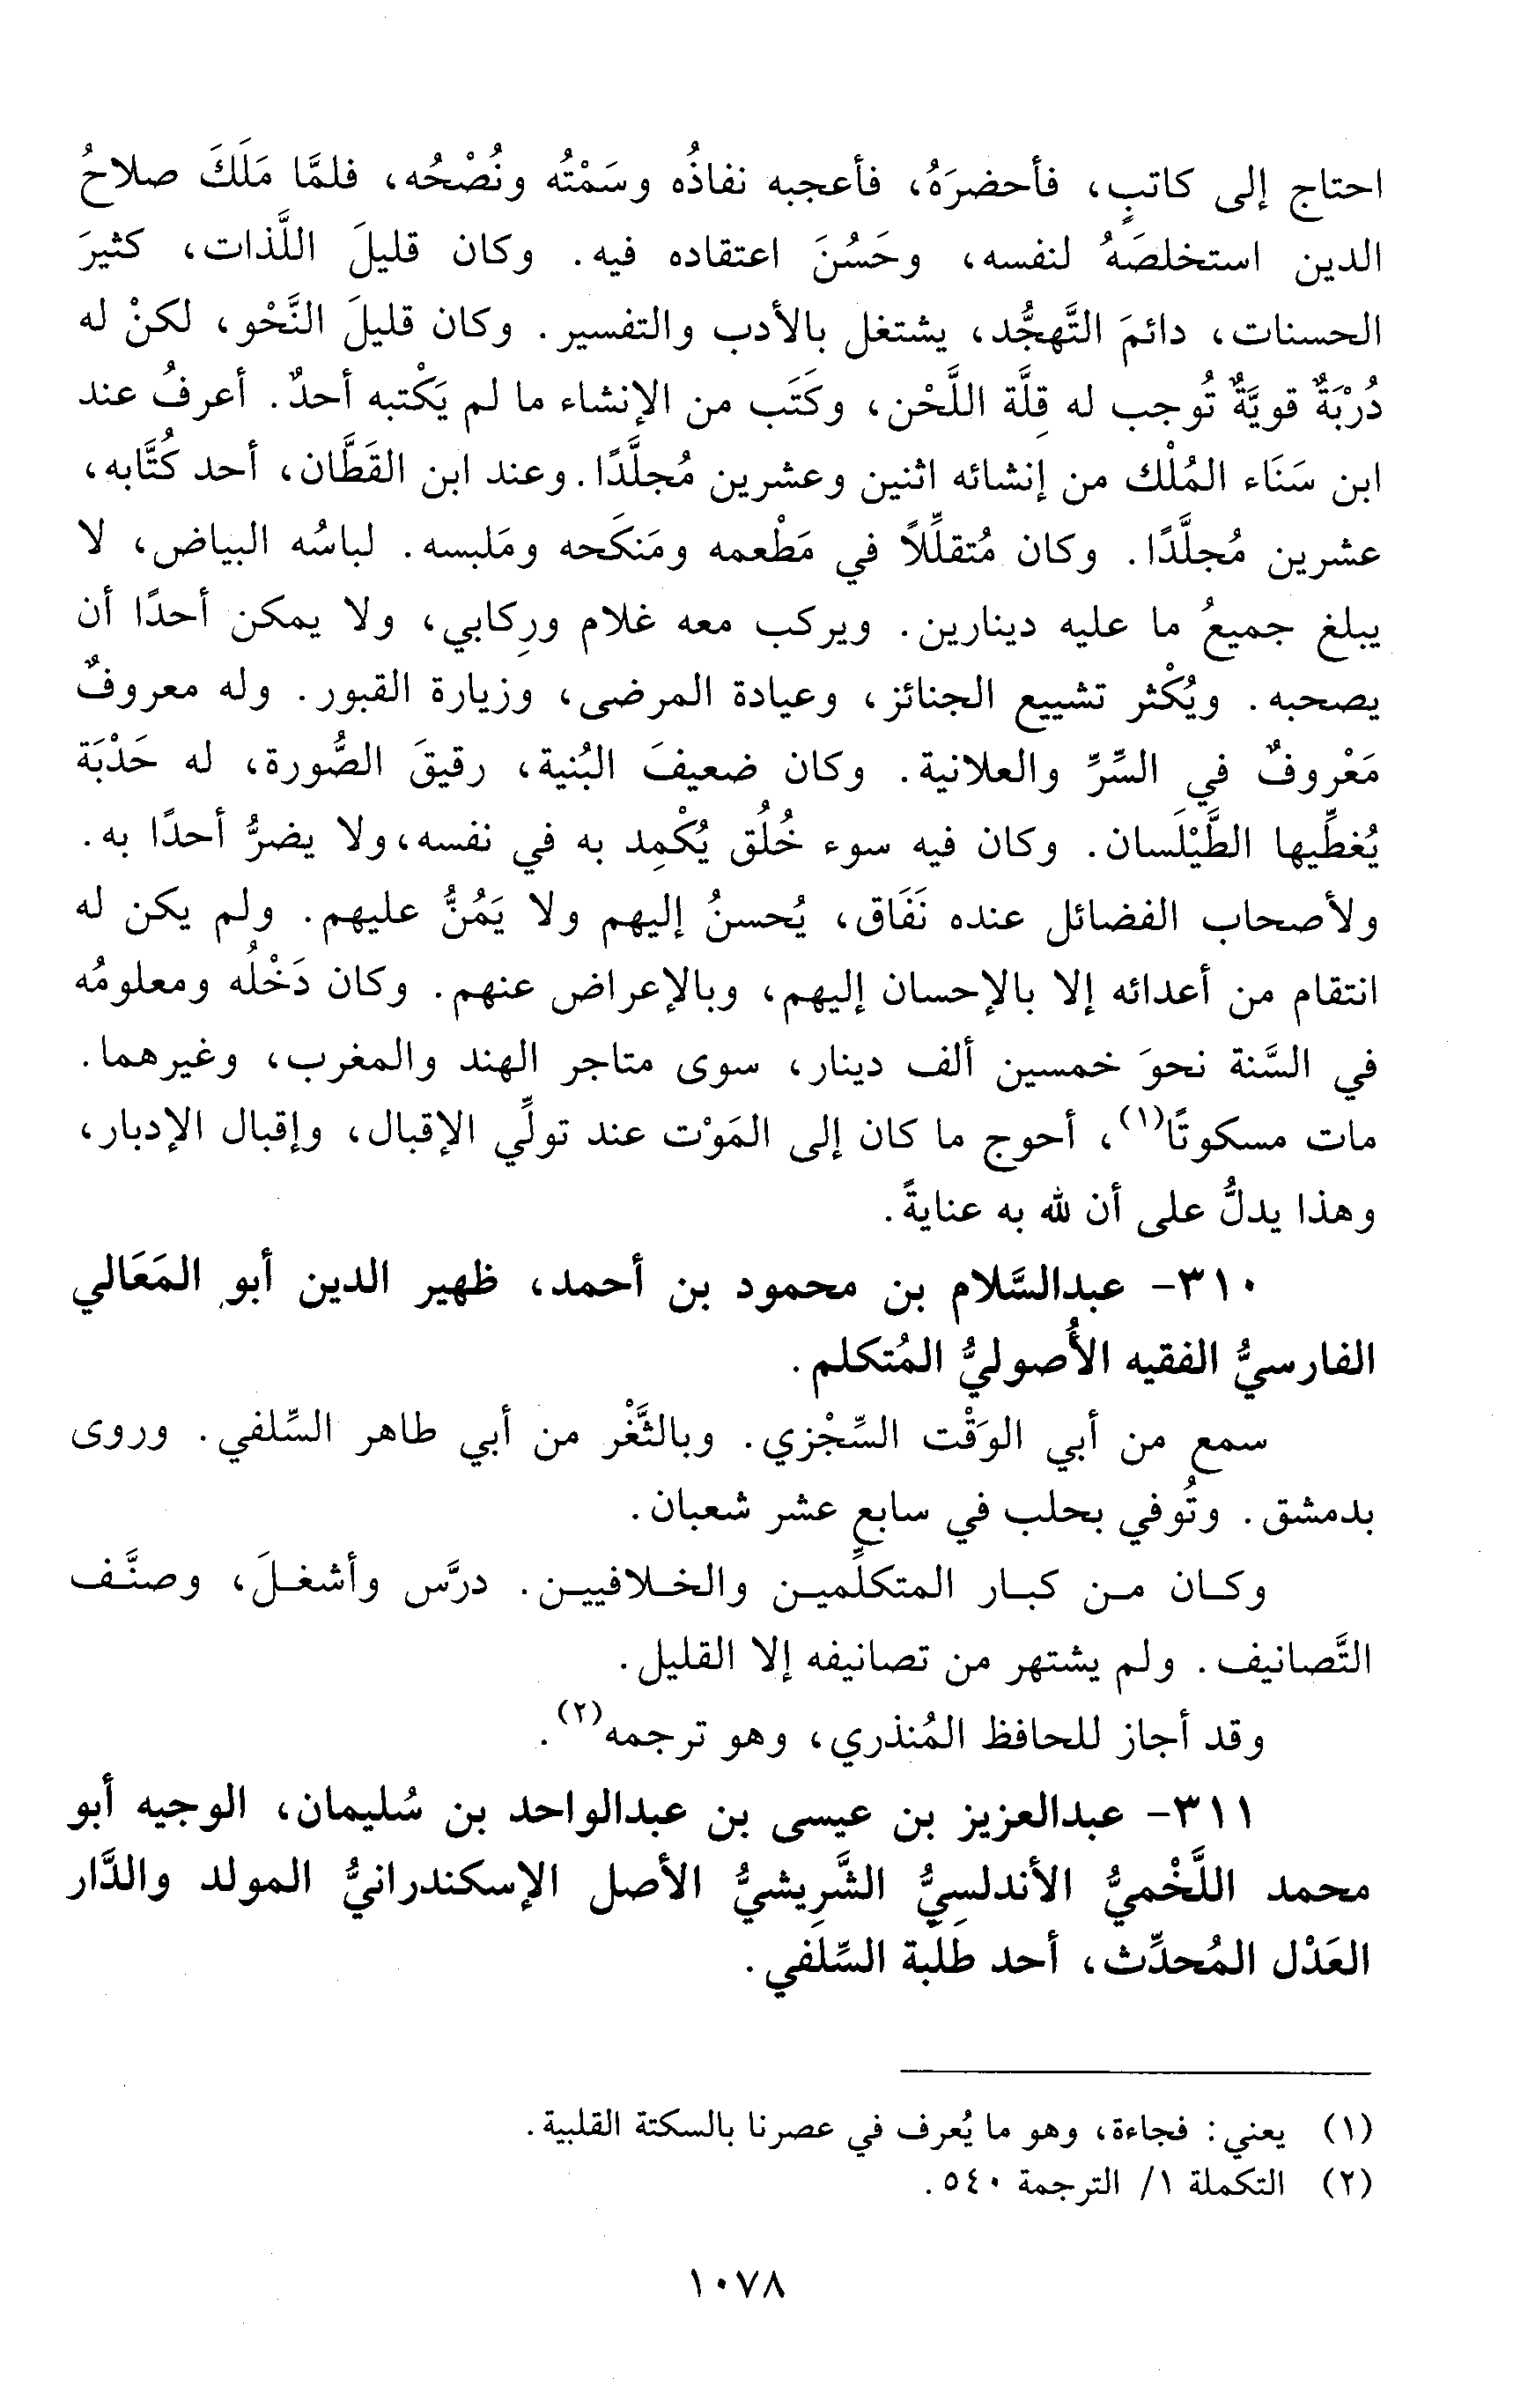 احتاج إلى كاتبٍ، فأحضرَهُ، فأعجبه نفاذُه وسَمْتُه ونُصْحُه، فلمَّا مَلَكَ صلاحُ
الدين استخلصَهُ لنفسه، وحَسُنَ اعتقاده فيه. وكان قليلَ اللَّذات، كثيرَ
الحسنات، دائمَ التَّهجُّد، يشتغل بالأدب والتفسير. وكان قليلَ النَّحْو، لكنْ له
دُرْبَةٌ قويَّةٌ تُوجب له قِلَّة اللَّحْن، وكَتَب من الإنشاء ما لم يَكْتبه أحدٌ. أعرفُ عند
ابن سَنَاء المُلْك من إنشائه اثنين وعشرين مُجلَّدًا. وعند ابن القَطَّان، أحد كُتَّابه،
عشرين مُجلَّدًا. وكان مُتقلِّلاً في مَطْعمه ومَنكَحه ومَلبسه. لباسُه البياض، لا
يبلغ جميعُ ما عليه دينارين. ويركب معه غلام ورِكابي، ولا يمكن أحدًا أن
يصحبه. ويُكْثر تشييع الجنائز، وعيادة المرضى، وزيارة القبور. وله معروفٌ
مَعْروفٌ في السِّرِّ والعلانية. وكان ضعيفَ البُنية، رقيقَ الصُّورة، له حَدْبَة
يُغطِّيها الطَّيْلَسان. وكان فيه سوء خُلُق يُكْمِد به في نفسه، ولا يضرُّ أحدًا به.
ولأصحاب الفضائل عنده نَفَاق، يُحسنُ إليهم ولا يَمُنُّ عليهم. ولم يكن له
انتقام من أعدائه إلا بالإحسان إليهم، وبالإعراض عنهم. وكان دَخْلُه ومعلومُه
في السَّنة نحوَ خمسين ألف دينار، سوى متاجر الهند والمغرب، وغيرهما.
مات مسكوتًا(١)، أحوج ما كان إلى المَوْت عند تولِّي الإقبال، وإقبال الإدبار،
وهذا يدلُّ على أن لله به عنايةً.
٣١٠- عبدالسَّلام بن محمود بن أحمد، ظهير الدين أبو المَعَالي
الفارسيُّ الفقيه الأُصوليُّ المُتكلم.
سمع من أبي الوَقْت السِّجْزي. وبالثَّغْر من أبي طاهر السِّلفي. وروى
بدمشق. وتُوفي بحلب في سابع عشر شعبان.
وكان من كبار المتكلِّمين والخلافيين. درَّس وأشغلَ، وصنَّف
التَّصانيف. ولم يشتهر من تصانيفه إلا القليل.
وقد أجاز للحافظ المُنذري، وهو ترجمه(٢).
٣١١- عبدالعزيز بن عيسى بن عبدالواحد بن سُليمان، الوجيه أبو
محمد اللَّخْميُّ الأندلسِيُّ الشَّرِيشيُّ الأصل الإسكندرانيُّ المولد والدَّار
العَدْل المُحدِّث، أحد طَلَبة السِّلَفي.
(١) يعني: فجاءة، وهو ما يُعرف في عصرنا بالسكتة القلبية.
(٢) التكملة ١/ الترجمة ٥٤٠.
١٠٧٨